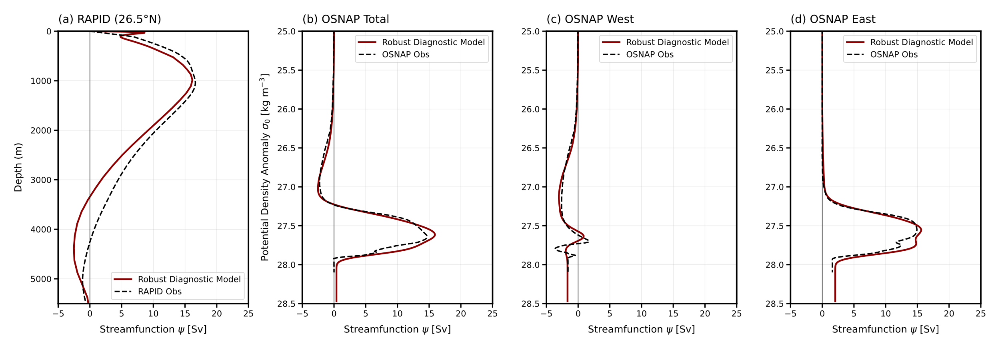 (a) RAPID (26.5°N)
0
1000
2000
3000
4000
5000
Depth (m)
−5 0 5 10 15 20 25
Streamfunction ψ [Sv]
Robust Diagnostic Model
RAPID Obs
(b) OSNAP Total
25.0
25.5
26.0
26.5
27.0
27.5
28.0
28.5
Potential Density Anomaly σ₀ [kg m⁻³]
−5 0 5 10 15 20 25
Streamfunction ψ [Sv]
Robust Diagnostic Model
OSNAP Obs
(c) OSNAP West
25.0
25.5
26.0
26.5
27.0
27.5
28.0
28.5
−5 0 5 10 15 20 25
Streamfunction ψ [Sv]
Robust Diagnostic Model
OSNAP Obs
(d) OSNAP East
25.0
25.5
26.0
26.5
27.0
27.5
28.0
28.5
−5 0 5 10 15 20 25
Streamfunction ψ [Sv]
Robust Diagnostic Model
OSNAP Obs